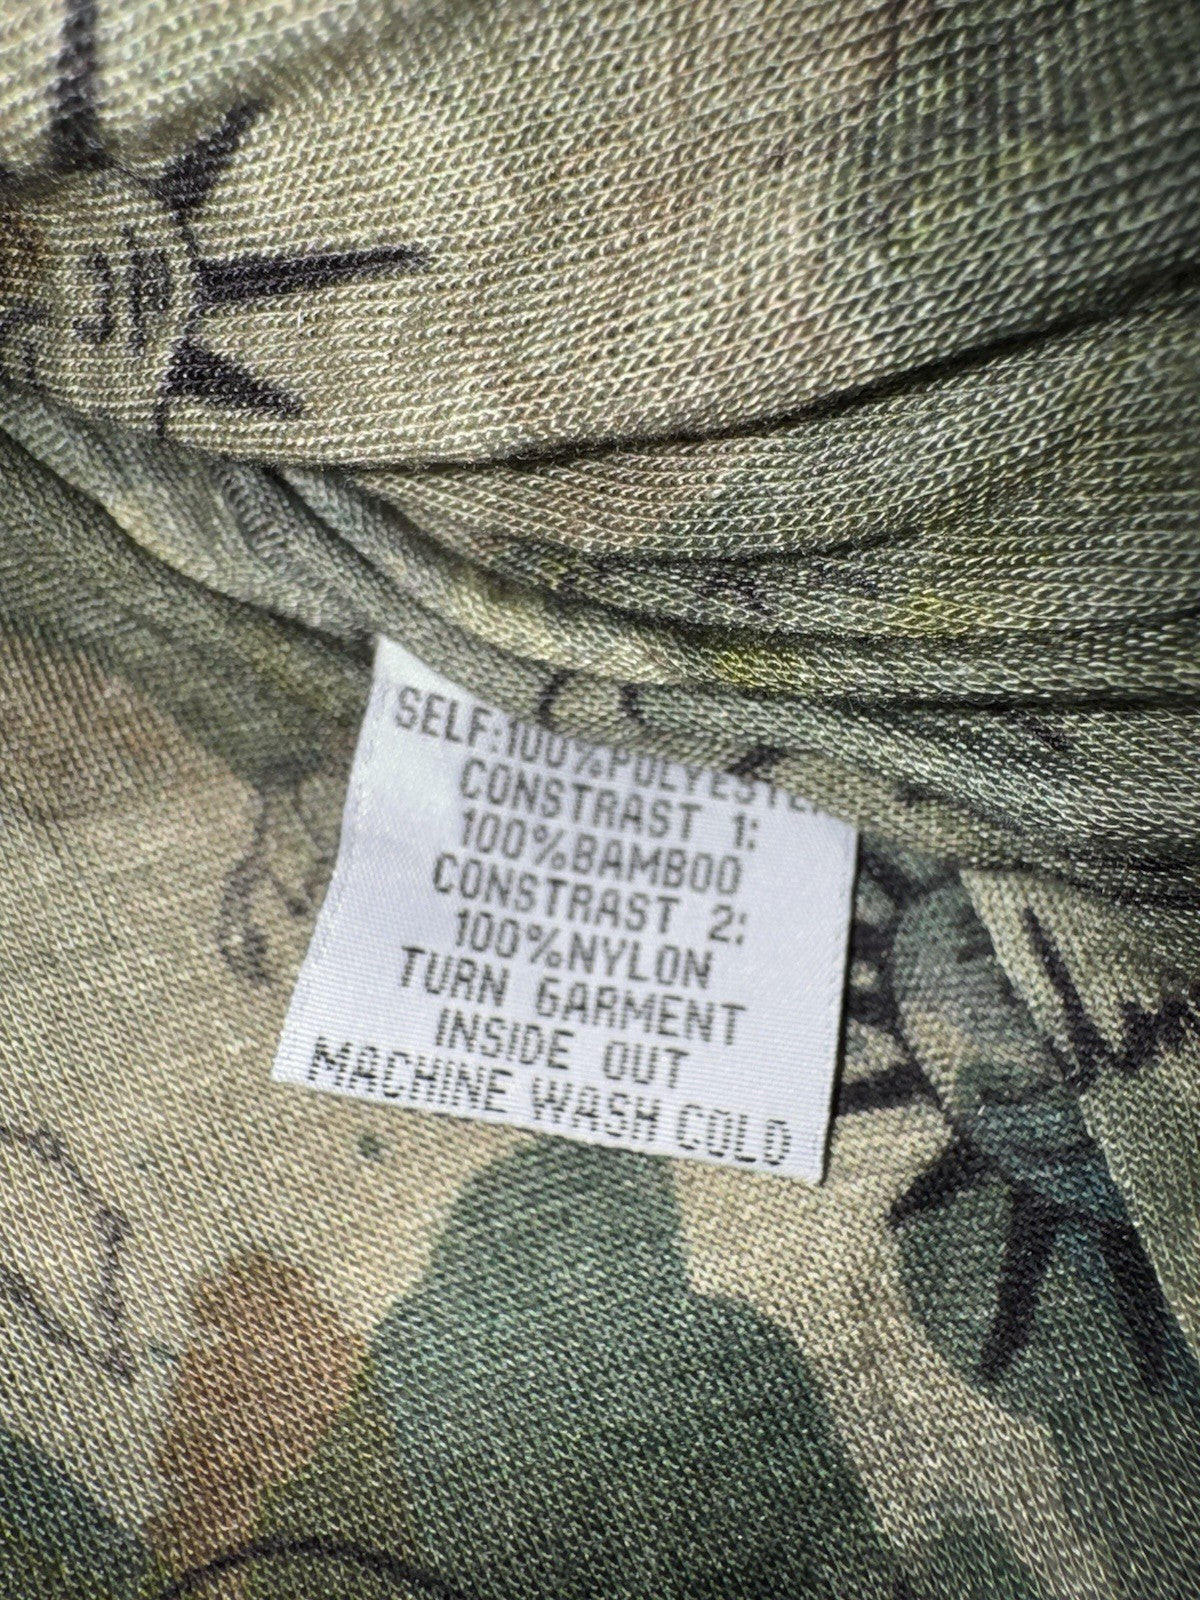 SELF:100%POLYESTER
CONSTRAST 1:
100%BAMBOO
CONSTRAST 2:
100%NYLON
TURN GARMENT
INSIDE OUT
MACHINE WASH COLD